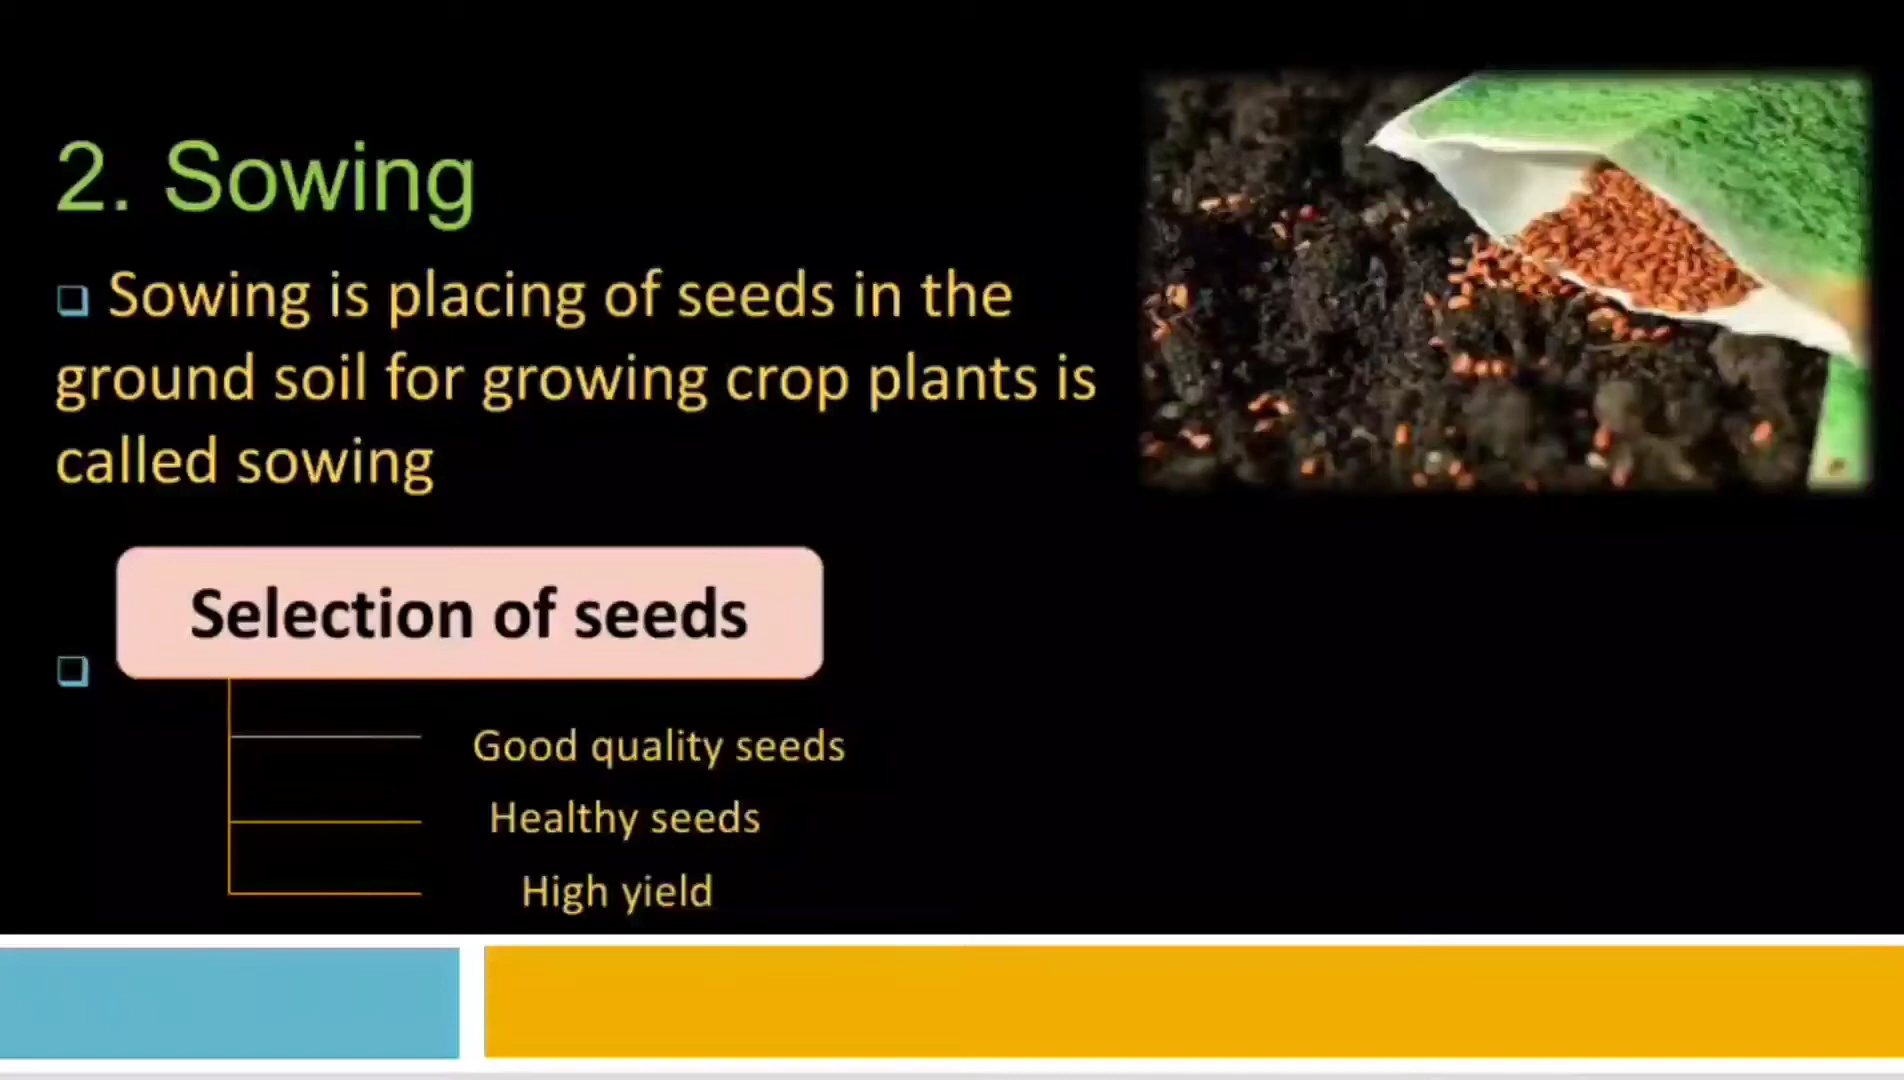 2. Sowing
❑ Sowing is placing of seeds in the
ground soil for growing crop plants is
called sowing
Selection of seeds
❑
Good quality seeds
Healthy seeds
High yield